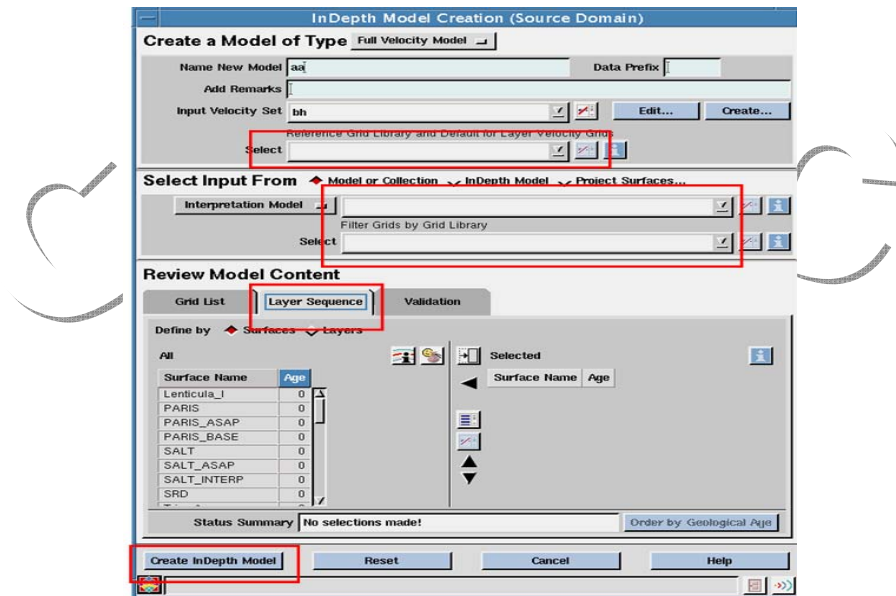 InDepth Model Creation (Source Domain)
Create a Model of Type Full Velocity Model
Name New Model aa Data Prefix
Add Remarks
Input Velocity Set bh Edit... Create...
Reference Grid Library and Default for Layer Velocity Grids
Select
Select Input From Model or Collection InDepth Model Project Surfaces...
Interpretation Model
Filter Grids by Grid Library
Select
Review Model Content
Grid List Layer Sequence Validation
Define by Surfaces Layers
All Selected
Surface Name Age Surface Name Age
Lenticula_I 0
PARIS 0
PARIS_ASAP 0
PARIS_BASE 0
SALT 0
SALT_ASAP 0
SALT_INTERP 0
SRD 0
Status Summary No selections made! Order by Geological Age
Create InDepth Model Reset Cancel Help